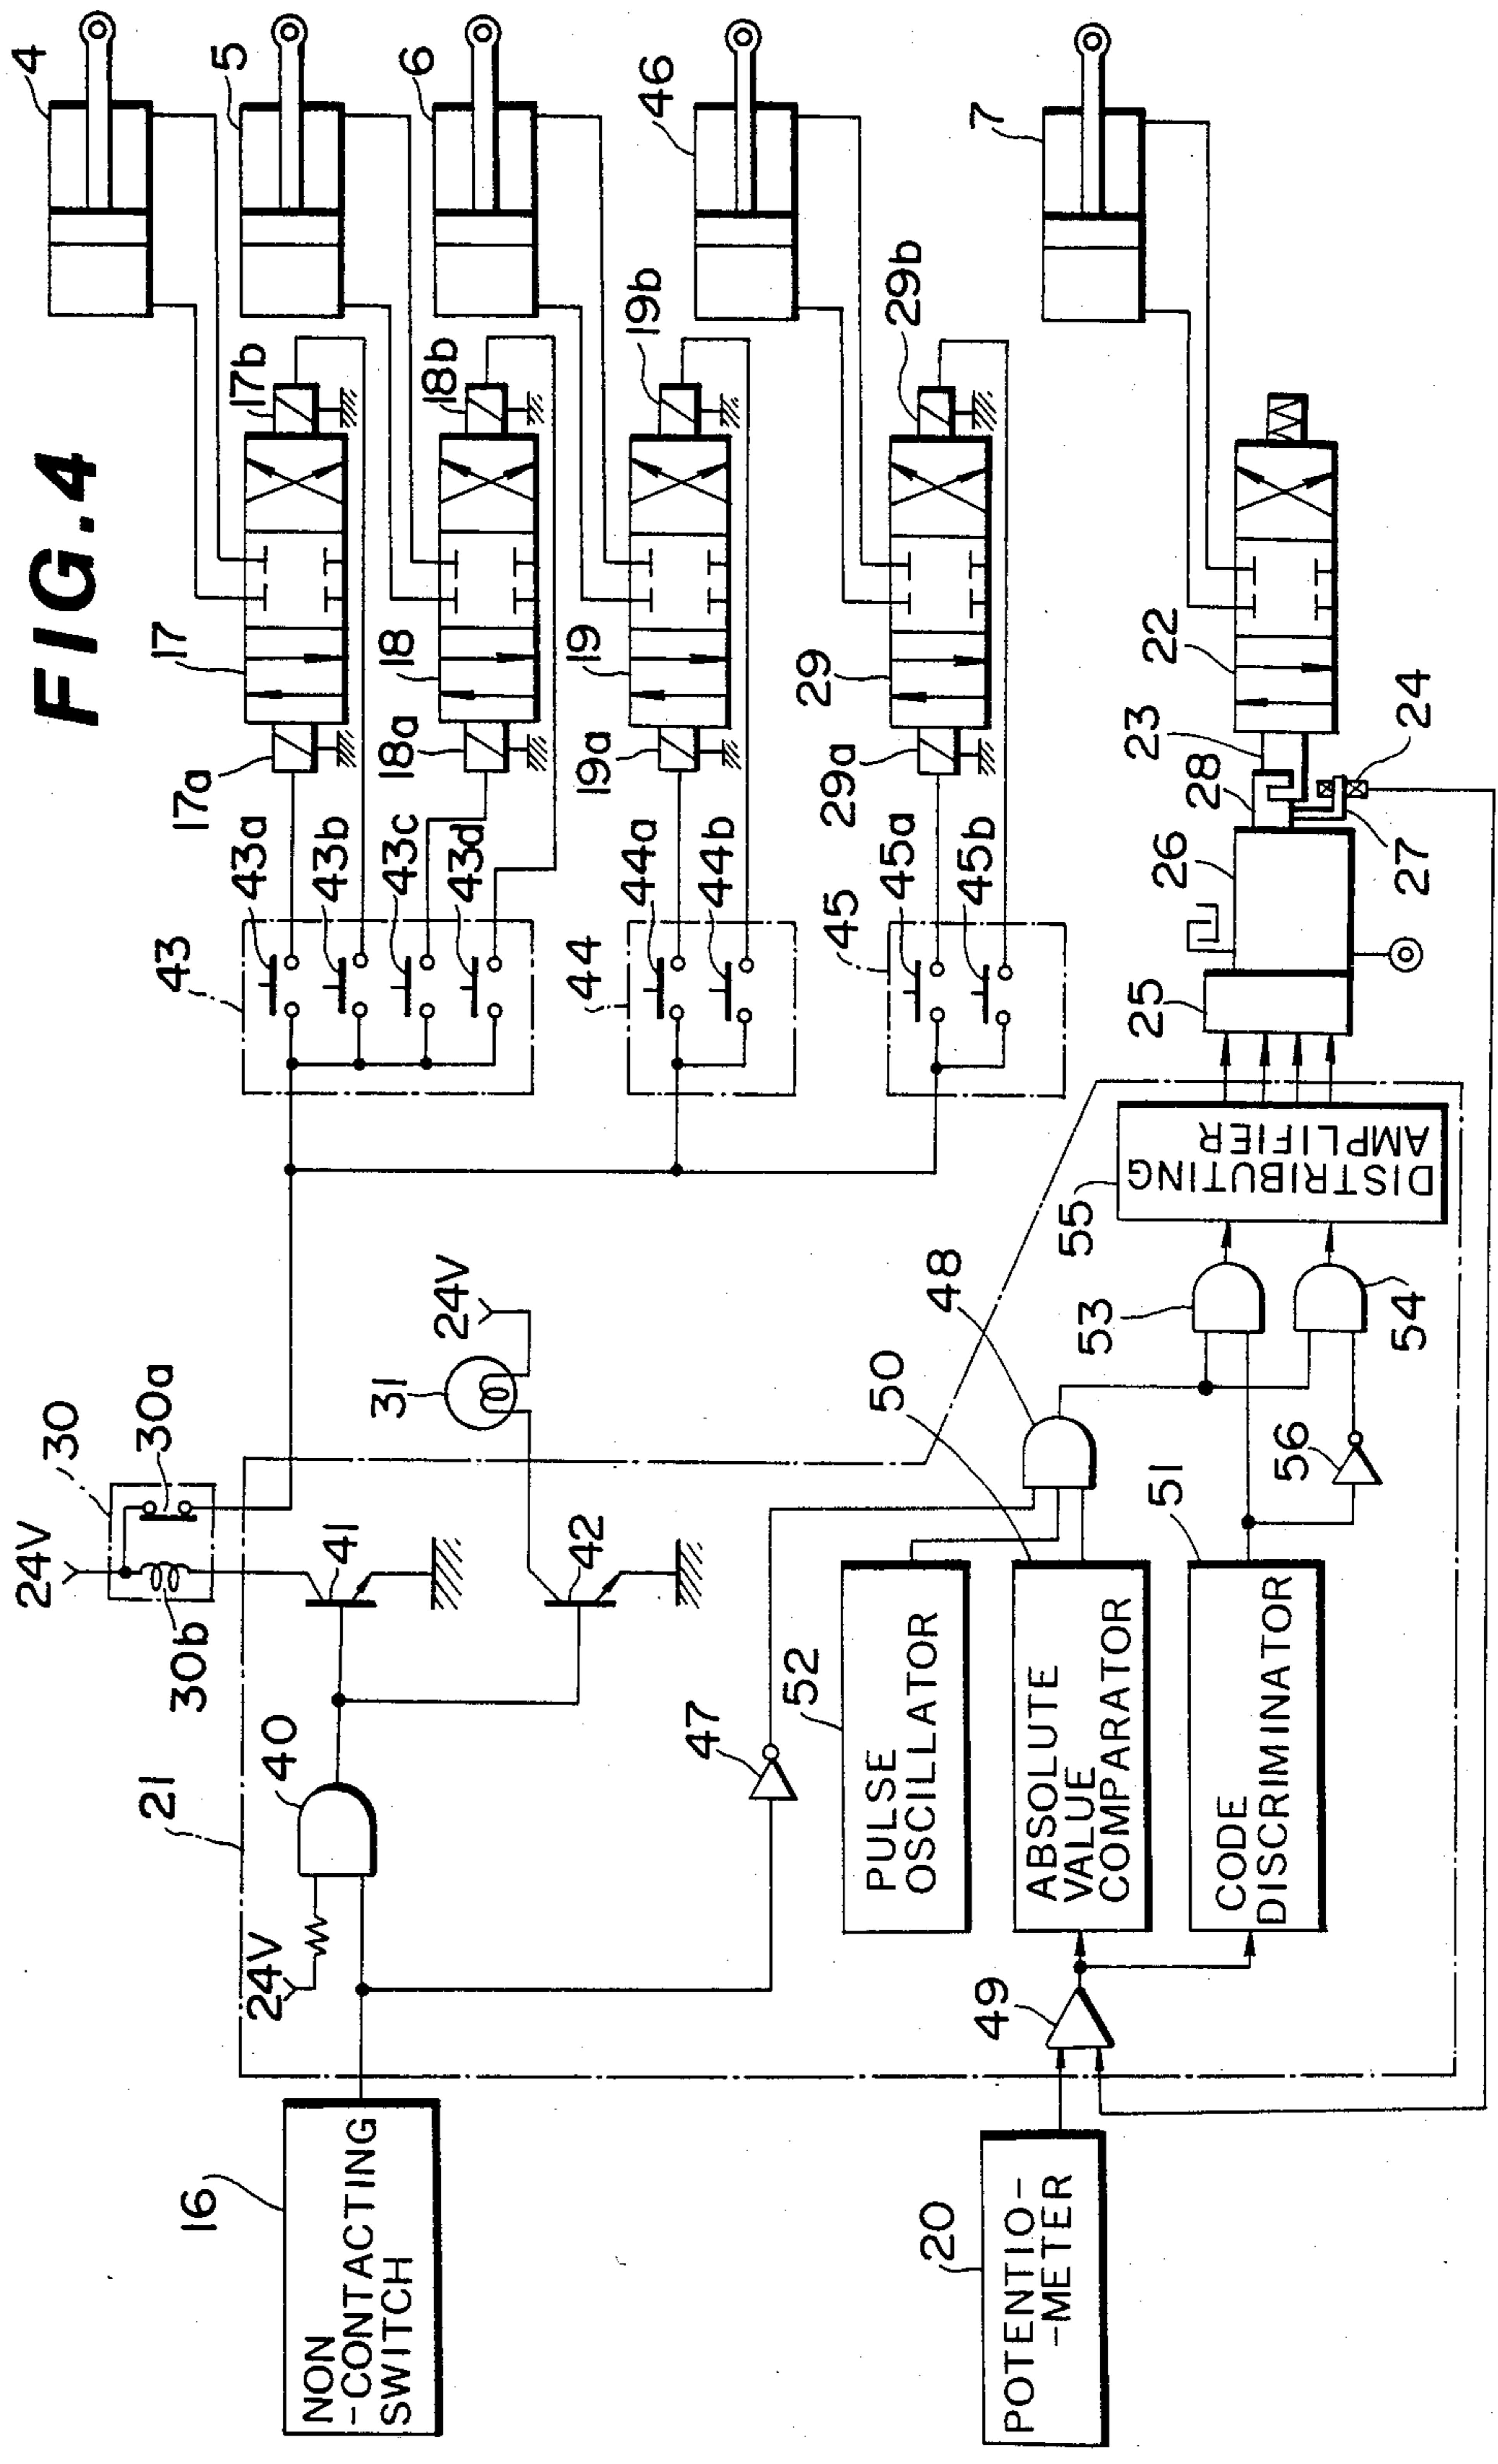 FIG.4
16
NON
-CONTACTING
SWITCH
20
POTENTIO-
-METER
21
24V
40
24V
30
30a
30b
41
42
31
24V
47
49
52
PULSE
OSCILLATOR
50
ABSOLUTE
VALUE
COMPARATOR
51
CODE
DISCRIMINATOR
48
56
53
54
55
DISTRIBUTING
AMPLIFIER
43
43a
43b
43c
43d
44
44a
44b
45
45a
45b
17a
17
17b
18a
18
18b
19a
19
19b
29a
29
29b
25
26
28
27
23
24
22
4
5
6
46
7